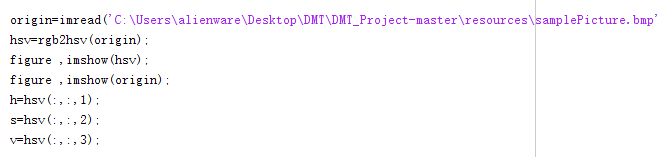 origin=imread('C:\Users\alienware\Desktop\DMT\DMT_Project-master\resources\samplePicture.bmp'
hsv=rgb2hsv(origin);
figure ,imshow(hsv);
figure ,imshow(origin);
h=hsv(:,:,1);
s=hsv(:,:,2);
v=hsv(:,:,3);